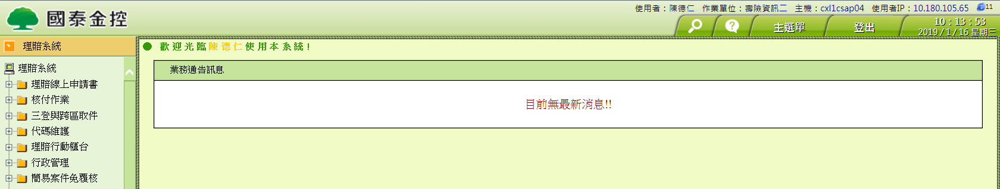 國泰金控
使用者：陳德仁 作業單位：壽險資訊二 主機：cxl1csap04 使用者IP：10.180.105.65 11
主選單 登出 10：13：53
2019 / 1 / 16 星期三
理賠系統
歡迎光臨陳德仁使用本系統！
理賠系統
理賠線上申請書
核付作業
三登與跨區取件
代碼維護
理賠行動櫃台
行政管理
簡易案件免覆核
業務通告訊息
目前無最新消息!!